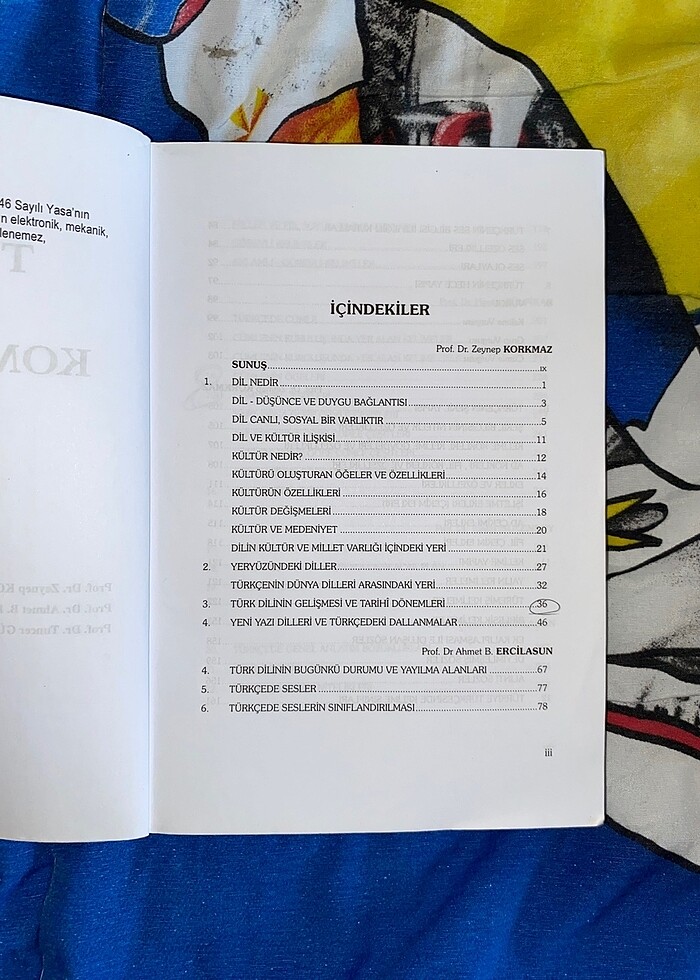 46 Sayılı Yasa'nın
n elektronik, mekanik,
lenemez,
İÇİNDEKİLER
Prof. Dr. Zeynep KORKMAZ
SUNUŞ ix
1. DİL NEDİR 1
DİL - DÜŞÜNCE VE DUYGU BAĞLANTISI 3
DİL CANLI, SOSYAL BİR VARLIKTIR 5
DİL VE KÜLTÜR İLİŞKİSİ 11
KÜLTÜR NEDİR? 12
KÜLTÜRÜ OLUŞTURAN ÖĞELER VE ÖZELLİKLERİ 14
KÜLTÜRÜN ÖZELLİKLERİ 16
KÜLTÜR DEĞİŞMELERİ 18
KÜLTÜR VE MEDENİYET 20
DİLİN KÜLTÜR VE MİLLET VARLIĞI İÇİNDEKİ YERİ 21
2. YERYÜZÜNDEKİ DİLLER 27
TÜRKÇENİN DÜNYA DİLLERİ ARASINDAKİ YERİ 32
3. TÜRK DİLİNİN GELİŞMESİ VE TARİHÎ DÖNEMLERİ 36
4. YENİ YAZI DİLLERİ VE TÜRKÇEDEKİ DALLANMALAR 46
Prof. Dr Ahmet B. ERCİLASUN
4. TÜRK DİLİNİN BUGÜNKÜ DURUMU VE YAYILMA ALANLARI 67
5. TÜRKÇEDE SESLER 77
6. TÜRKÇEDE SESLERİN SINIFLANDIRILMASI 78
iii